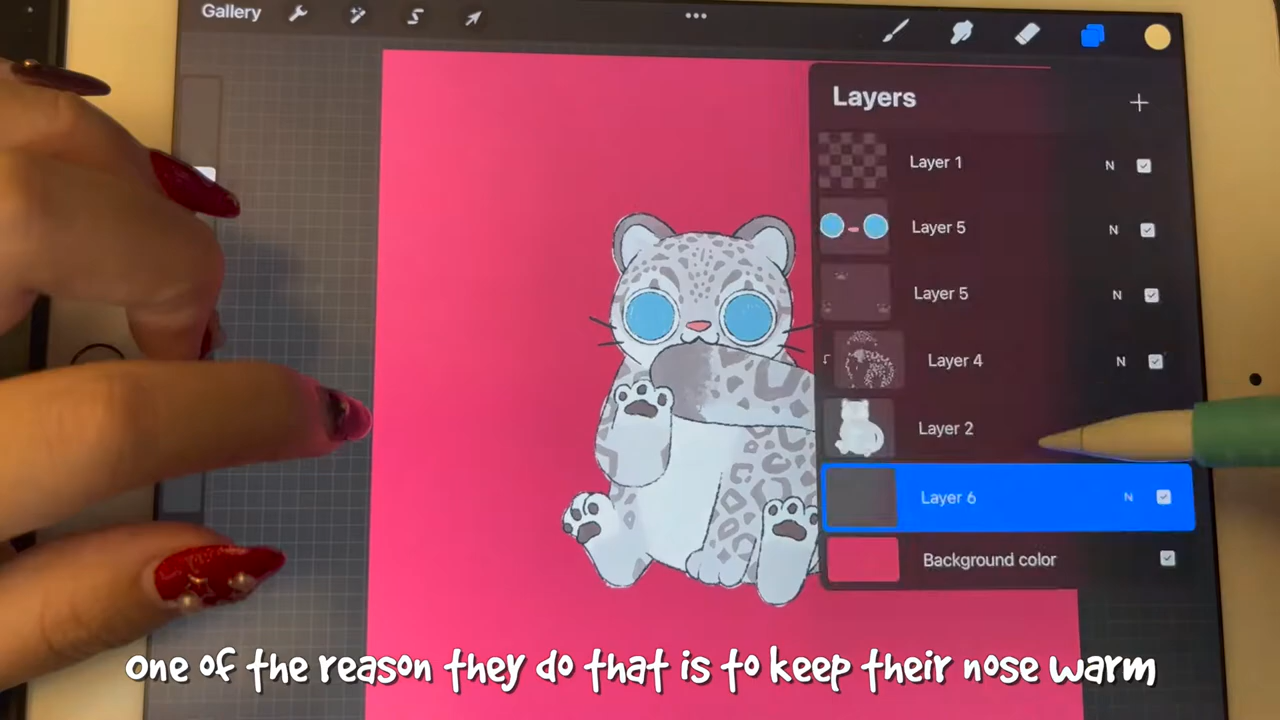 Gallery
Layers
Layer 1 N
Layer 5 N
Layer 5 N
Layer 4 N
Layer 2
Layer 6 N
Background color
one of the reason they do that is to keep their nose warm